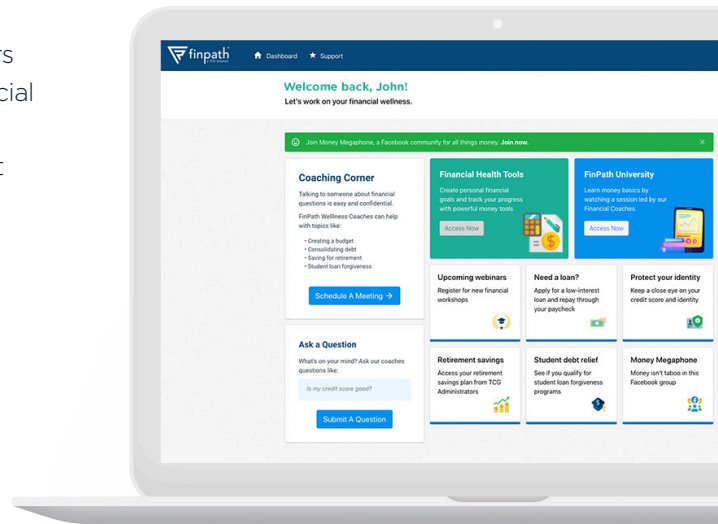 rs
cial
t
finpath
Dashboard
Support
Welcome back, John!
Let's work on your financial wellness.
Join Money Megaphone, a Facebook community for all things money. Join now.
Coaching Corner
Talking to someone about financial
questions is easy and confidential.
FinPath Welllness Coaches can help
with topics like:
• Creating a budget
• Consolidating debt
• Saving for retirement
• Student loan forgiveness
Schedule A Meeting →
Financial Health Tools
Create personal financial
goals and track your progress
with powerful money tools
Access Now
FinPath University
Learn money basics by
watching a session led by our
Financial Coaches.
Access Now
Upcoming webinars
Register for new financial
workshops
Need a loan?
Apply for a low-interest
loan and repay through
your paycheck
Protect your identity
Keep a close eye on your
credit score and identity
Ask a Question
What's on your mind? Ask our coaches
questions like:
Is my credit score good?
Submit A Question
Retirement savings
Access your retirement
savings plan from TCG
Administrators
Student debt relief
See if you qualify for
student loan forgiveness
programs
Money Megaphone
Money isn't taboo in this
Facebook group